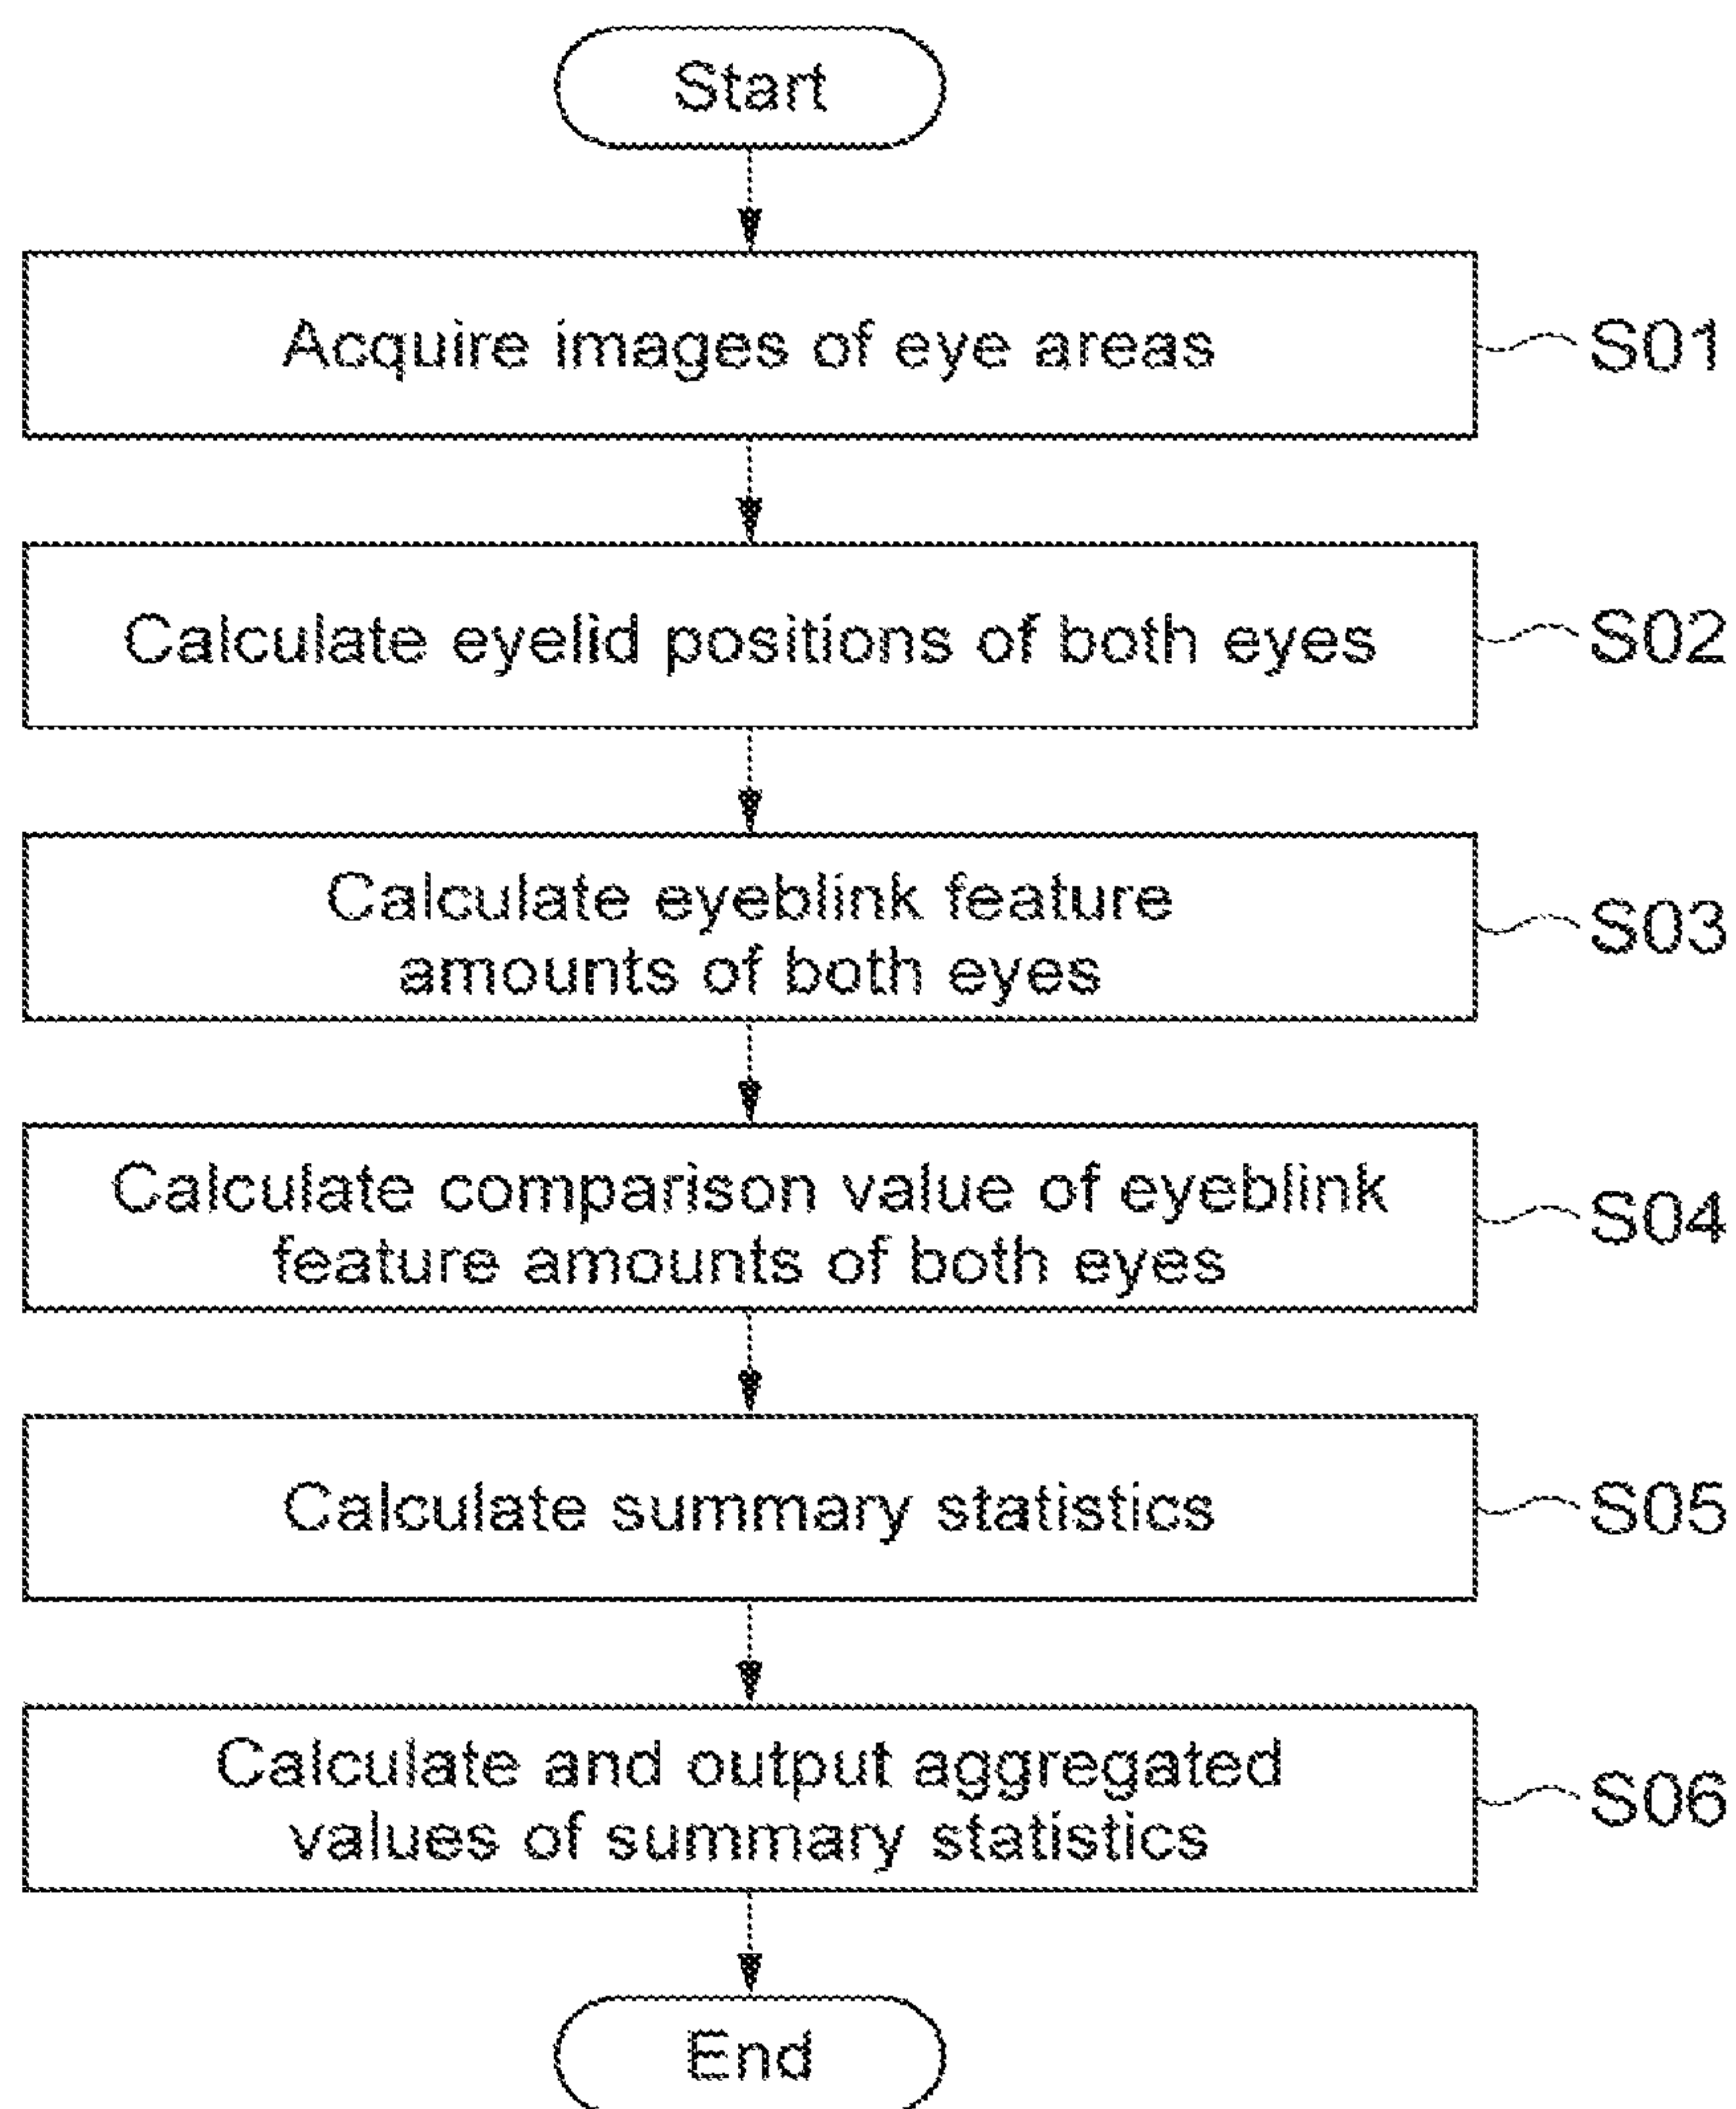 Start
Acquire images of eye areas
S01
Calculate eyelid positions of both eyes
S02
Calculate eyeblink feature
amounts of both eyes
S03
Calculate comparison value of eyeblink
feature amounts of both eyes
S04
Calculate summary statistics
S05
Calculate and output aggregated
values of summary statistics
S06
End